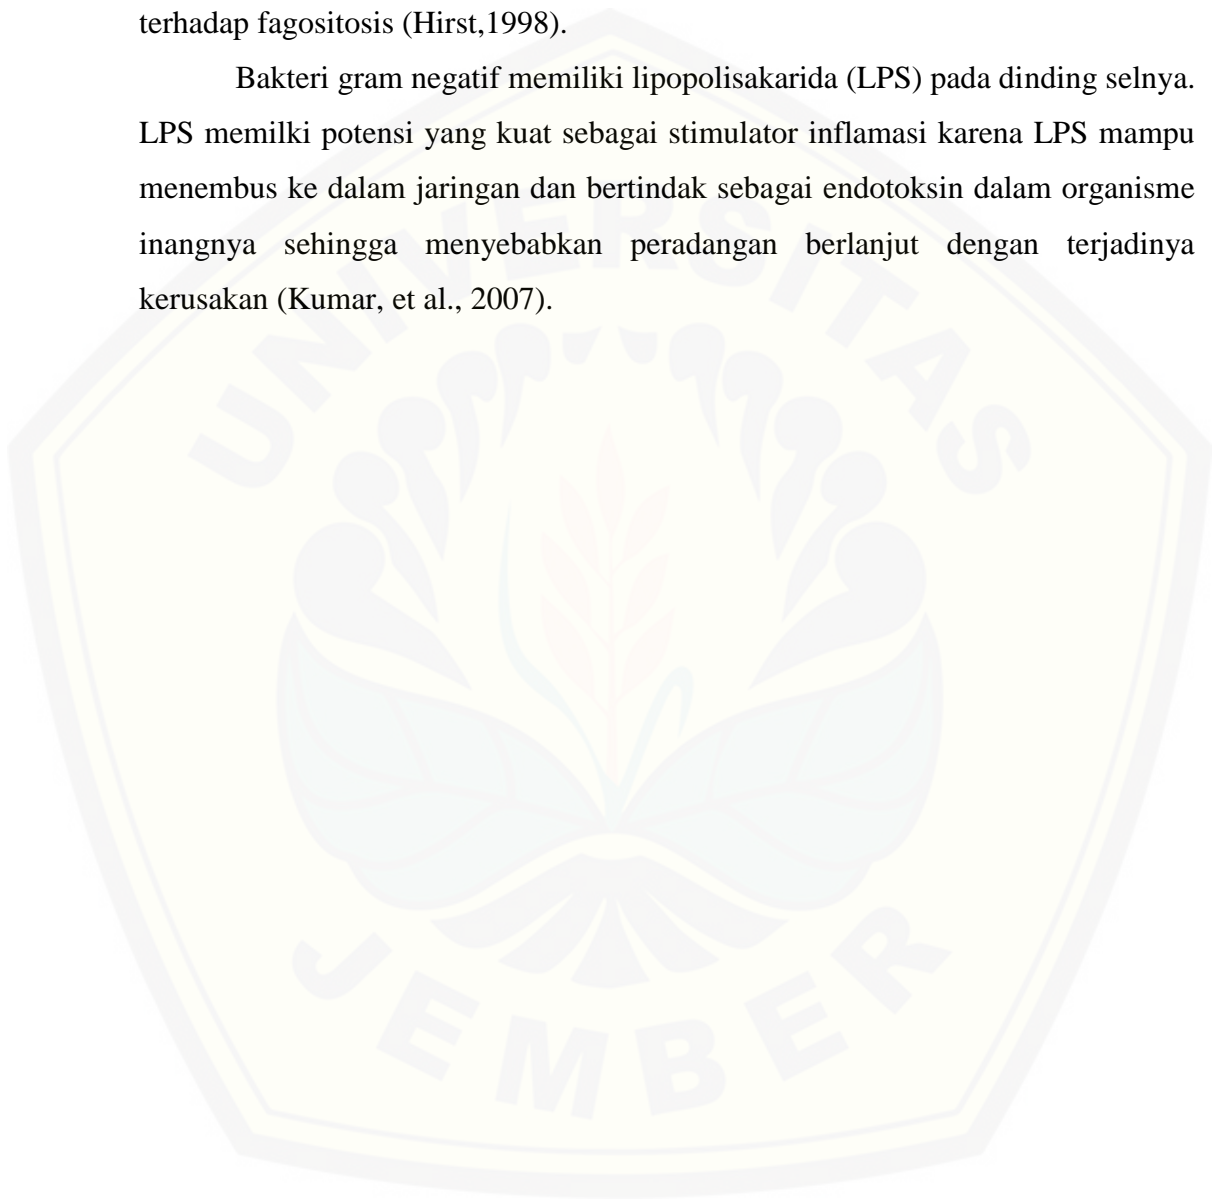 terhadap fagositosis (Hirst,1998).
Bakteri gram negatif memiliki lipopolisakarida (LPS) pada dinding selnya.
LPS memilki potensi yang kuat sebagai stimulator inflamasi karena LPS mampu
menembus ke dalam jaringan dan bertindak sebagai endotoksin dalam organisme
inangnya sehingga menyebabkan peradangan berlanjut dengan terjadinya
kerusakan (Kumar, et al., 2007).
UNIVERSITAS
JEMBER